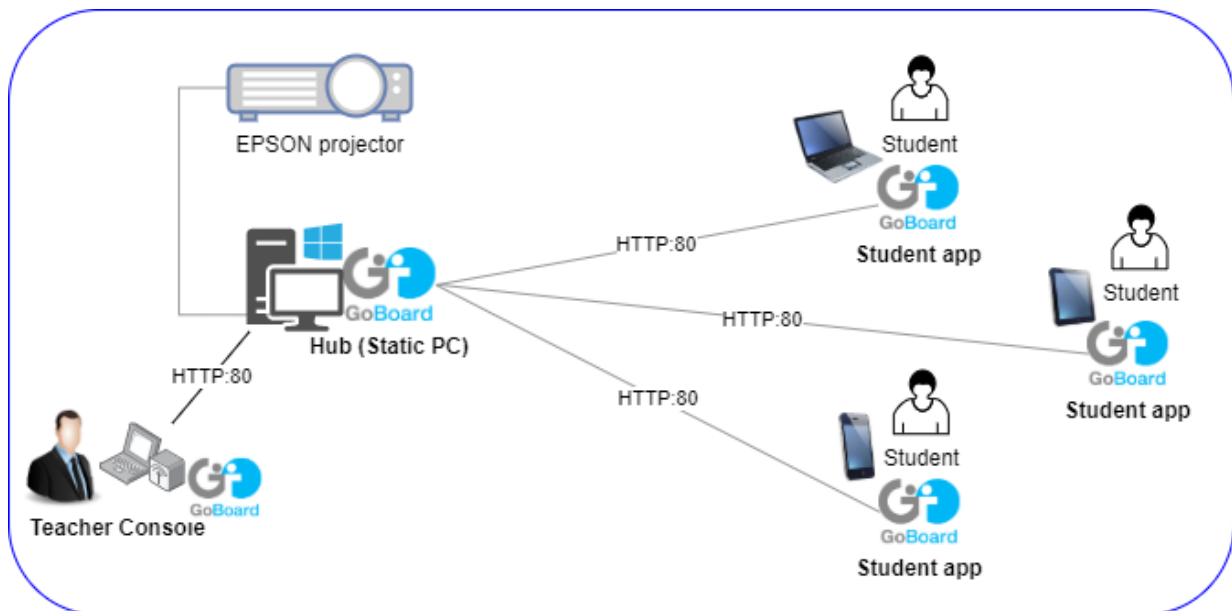 EPSON projector
Student
GoBoard
Student app
HTTP:80
GoBoard
Hub (Static PC)
HTTP:80
Student
GoBoard
Student app
HTTP:80
HTTP:80
Student
GoBoard
Student app
GoBoard
Teacher Console